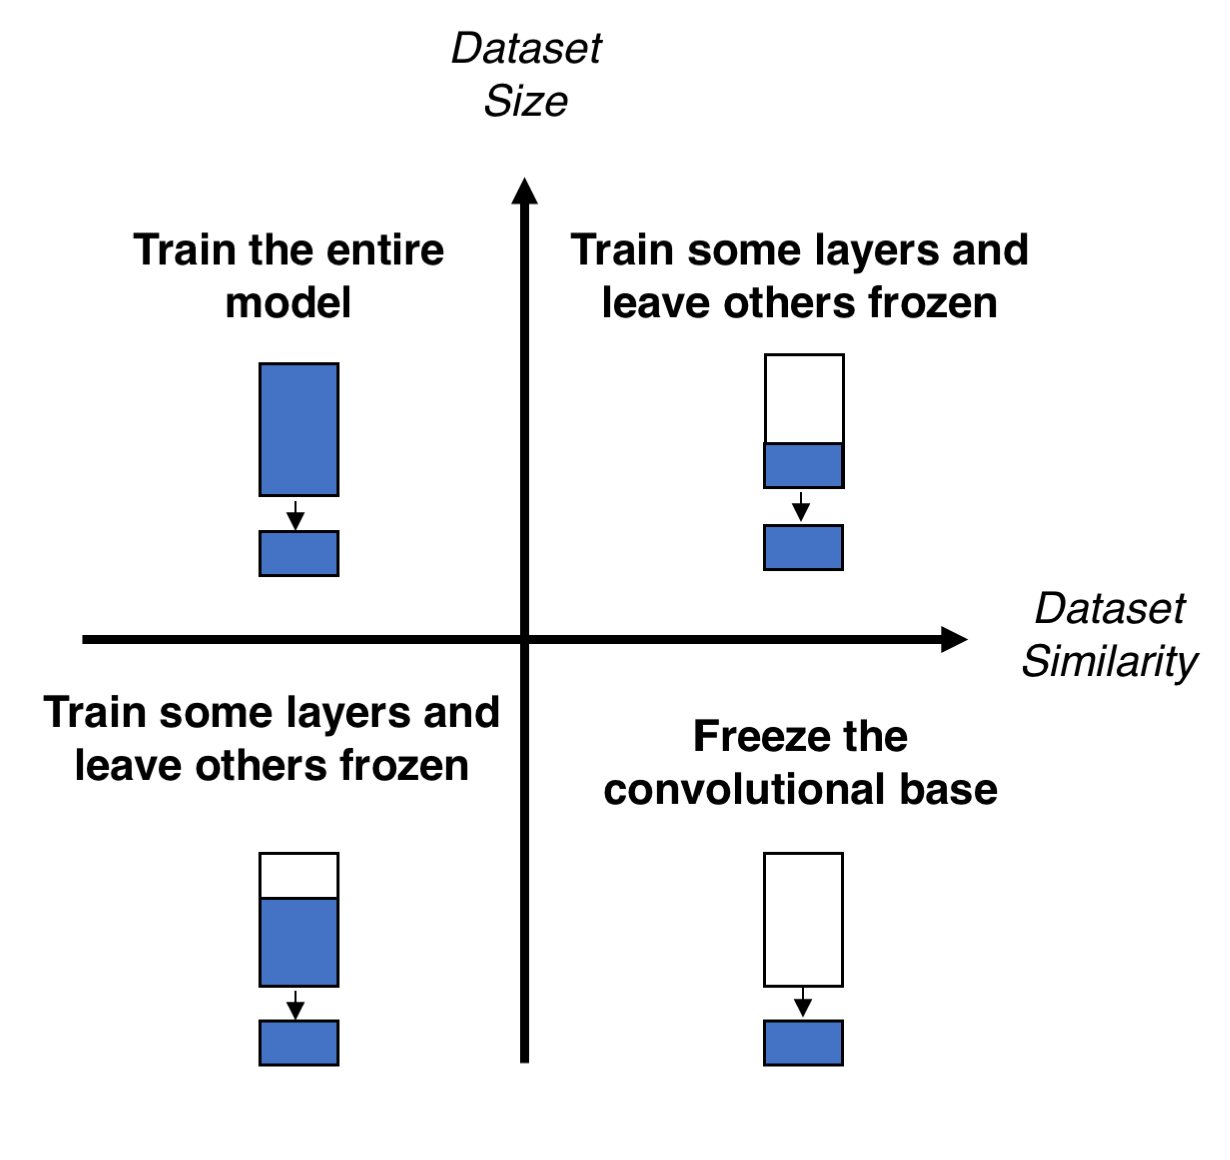 Dataset
Size
Train the entire
model
Train some layers and
leave others frozen
Dataset
Similarity
Train some layers and
leave others frozen
Freeze the
convolutional base